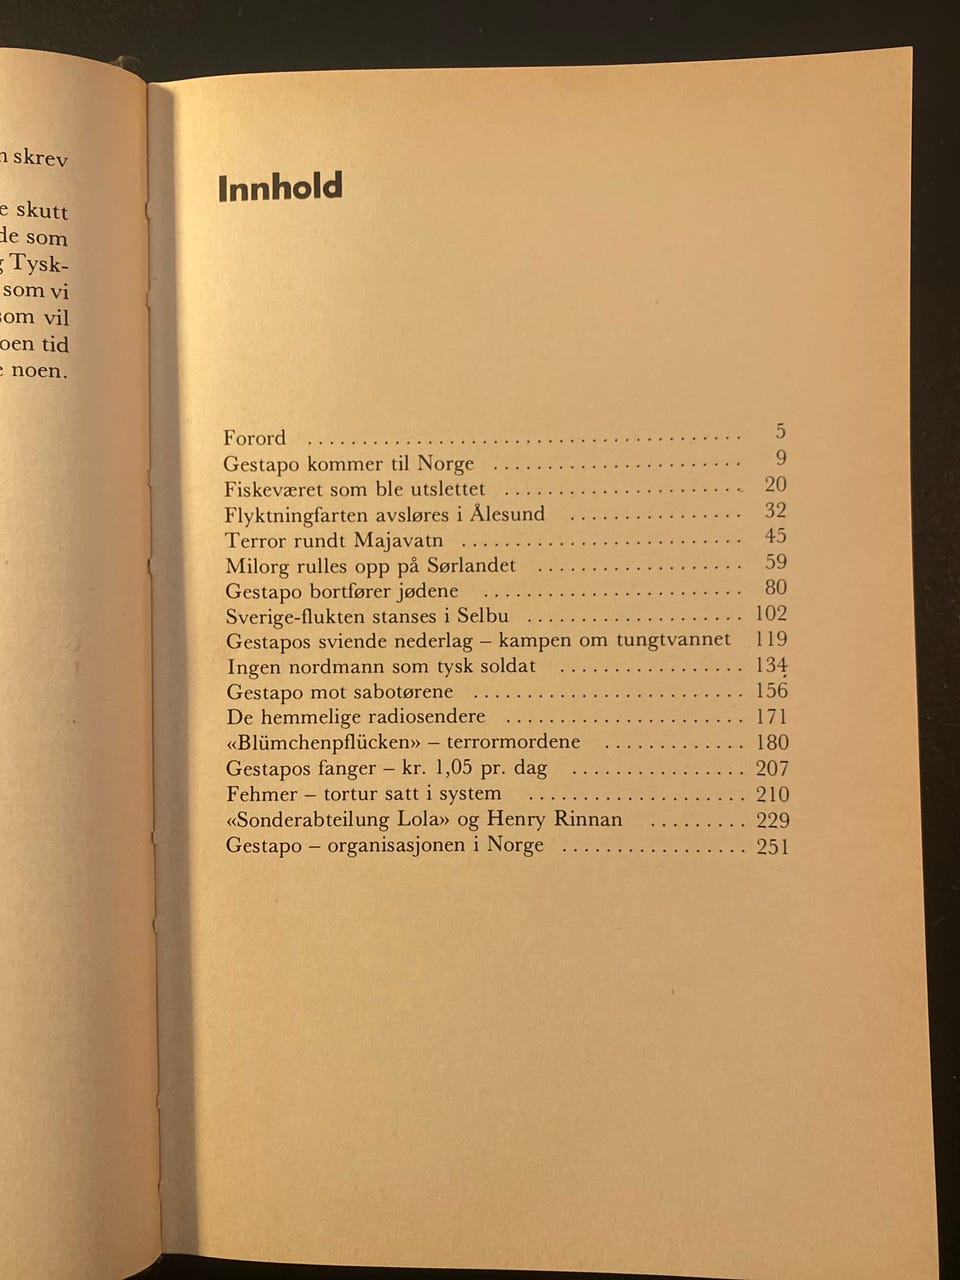 skrev
skutt
som
Tysk-
som vi
vil
tid
noen.
Innhold
Forord ........................................ 5
Gestapo kommer til Norge ....................... 9
Fiskeværet som ble utslettet ...................... 20
Flyktningfarten avsløres i Ålesund ................ 32
Terror rundt Majavatn .......................... 45
Milorg rulles opp på Sørlandet ................... 59
Gestapo bortfører jødene ........................ 80
Sverige-flukten stanses i Selbu .................... 102
Gestapos sviende nederlag – kampen om tungtvannet 119
Ingen nordmann som tysk soldat ................. 134
Gestapo mot sabotørene ......................... 156
De hemmelige radiosendere ...................... 171
«Blümchenpflücken» – terrormordene ............. 180
Gestapos fanger – kr. 1,05 pr. dag ................ 207
Fehmer – tortur satt i system .................... 210
«Sonderabteilung Lola» og Henry Rinnan ......... 229
Gestapo – organisasjonen i Norge ................. 251